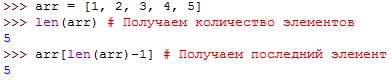 >>> arr = [1, 2, 3, 4, 5]
>>> len(arr) # Получаем количество элементов
5
>>> arr[len(arr)-1] # Получаем последний элемент
5